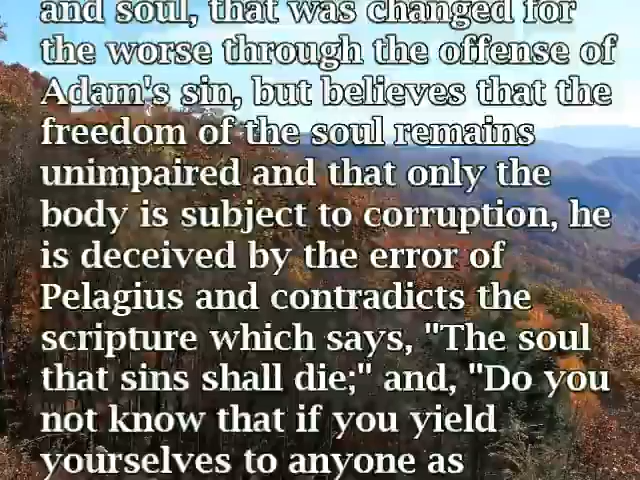 and soul, that was changed for
the worse through the offense of
Adam's sin, but believes that the
freedom of the soul remains
unimpaired and that only the
body is subject to corruption, he
is deceived by the error of
Pelagius and contradicts the
scripture which says, "The soul
that sins shall die;" and, "Do you
not know that if you yield
yourselves to anyone as